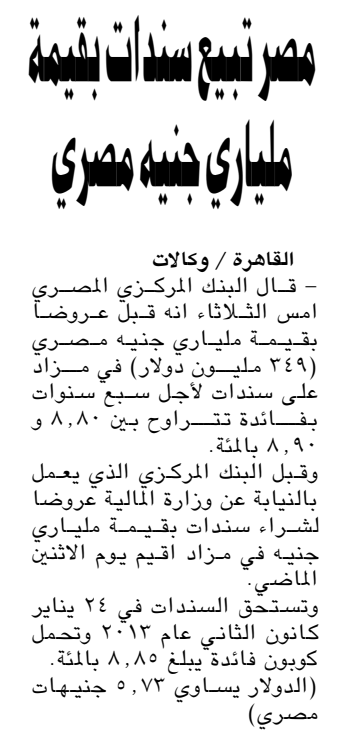 مصر تبيع سندات بقيمة
ملياري جنيه مصري
القاهرة / وكالات
– قال البنك المركزي المصري
امس الثلاثاء انه قبل عروضا
بقيمة ملياري جنيه مصري
(٣٤٩ مليون دولار) في مزاد
على سندات لأجل سبع سنوات
بفائدة تتراوح بين ٨,٨٠ و
٨,٩٠ بالمئة.
وقبل البنك المركزي الذي يعمل
بالنيابة عن وزارة المالية عروضا
لشراء سندات بقيمة ملياري
جنيه في مزاد اقيم يوم الاثنين
الماضي.
وتستحق السندات في ٢٤ يناير
كانون الثاني عام ٢٠١٣ وتحمل
كوبون فائدة يبلغ ٨,٨٥ بالمئة.
(الدولار يساوي ٥,٧٣ جنيهات
مصري)